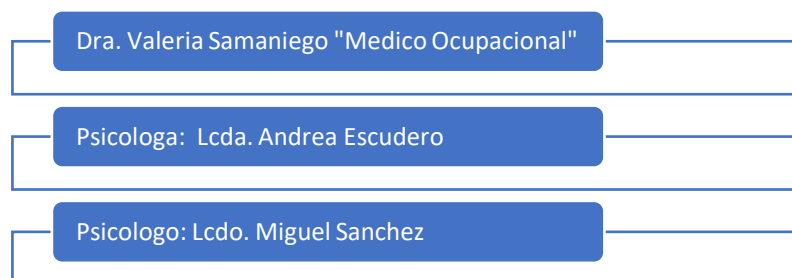 Dra. Valeria Samaniego "Medico Ocupacional"
Psicologa: Lcda. Andrea Escudero
Psicologo: Lcdo. Miguel Sanchez